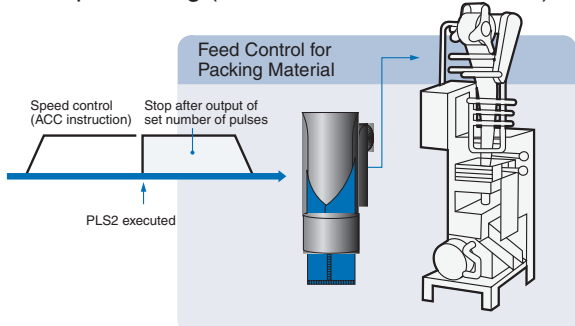 Feed Control for
Packing Material
Speed control
(ACC instruction)
Stop after output of
set number of pulses
PLS2 executed